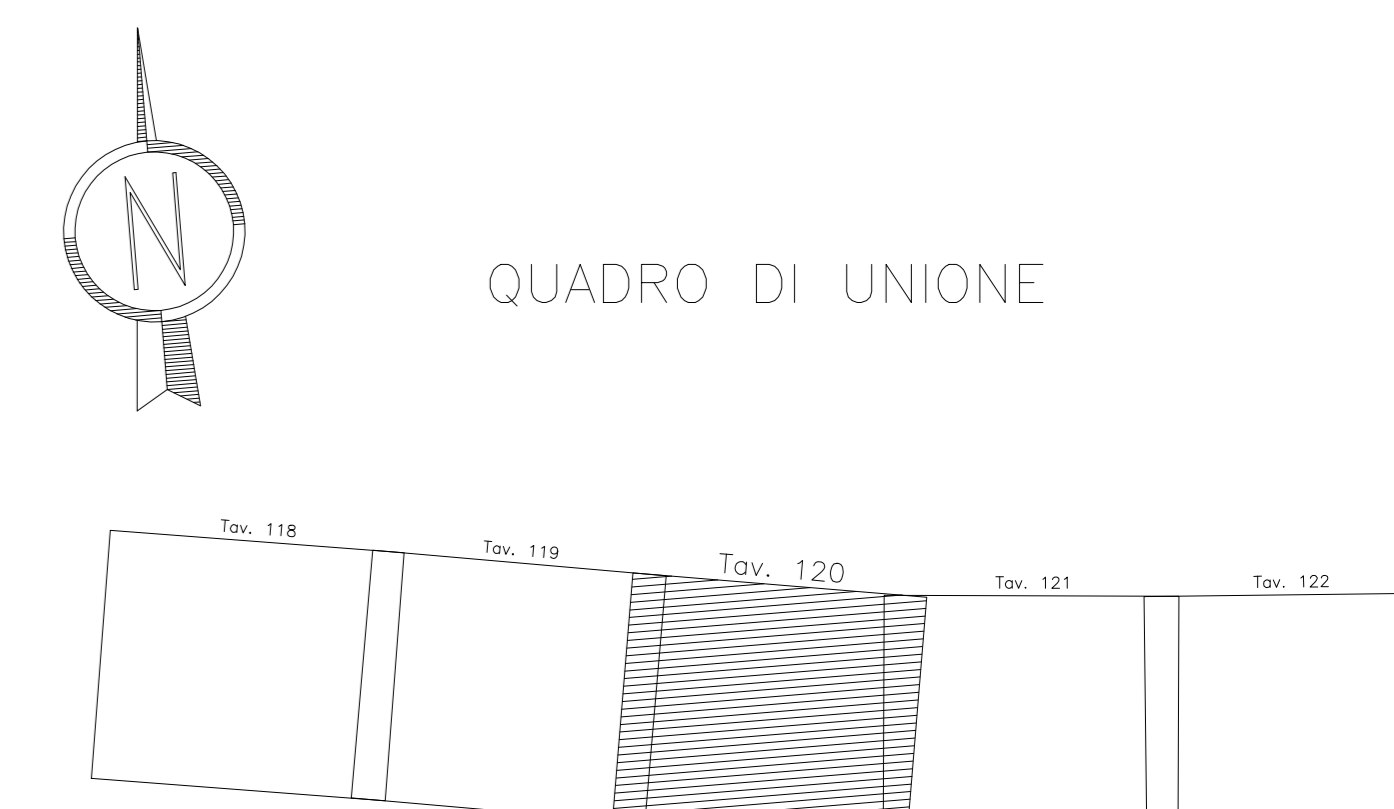 N
QUADRO DI UNIONE
Tav. 118
Tav. 119
Tav. 120
Tav. 121
Tav. 122